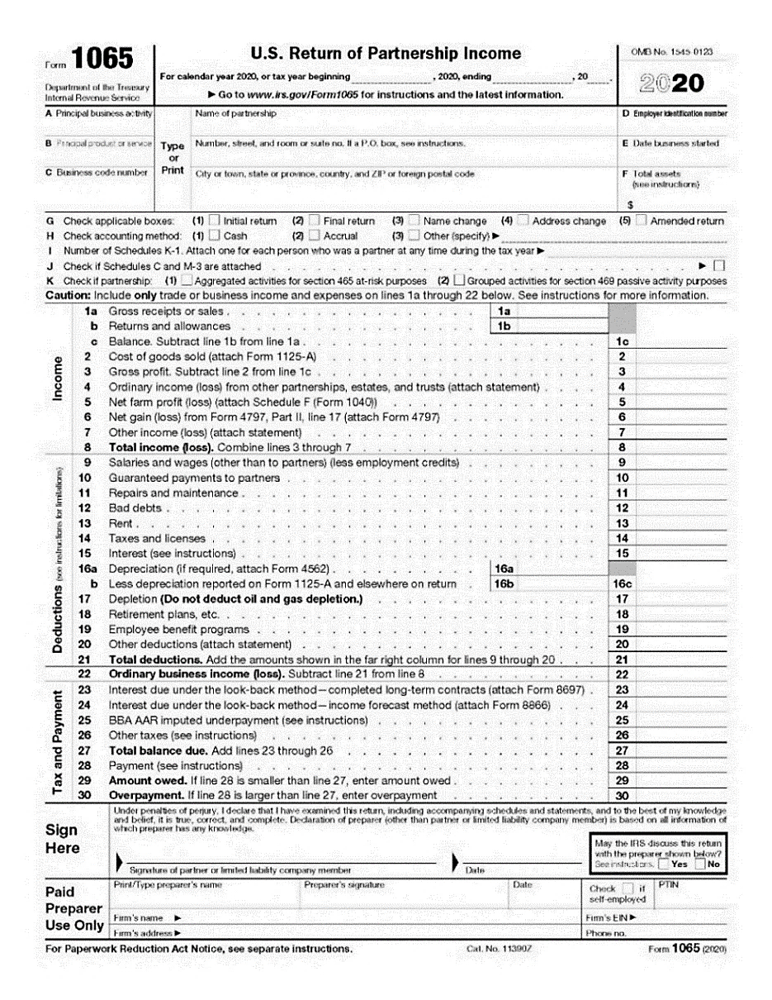 Form 1065
Department of the Treasury
Internal Revenue Service
U.S. Return of Partnership Income
For calendar year 2020, or tax year beginning , 2020, ending , 20 .
▶ Go to www.irs.gov/Form1065 for instructions and the latest information.
OMB No. 1545-0123
2020
A Principal business activity
Name of partnership
D Employer identification number
B Principal product or service
Type or Print
Number, street, and room or suite no. If a P.O. box, see instructions.
E Date business started
C Business code number
City or town, state or province, country, and ZIP or foreign postal code
F Total assets
(see instructions)
$
G Check applicable boxes: (1) Initial return (2) Final return (3) Name change (4) Address change (5) Amended return
H Check accounting method: (1) Cash (2) Accrual (3) Other (specify) ▶
I Number of Schedules K-1. Attach one for each person who was a partner at any time during the tax year ▶
J Check if Schedules C and M-3 are attached . . . ▶
K Check if partnership: (1) Aggregated activities for section 465 at-risk purposes (2) Grouped activities for section 469 passive activity purposes
Caution: Include only trade or business income and expenses on lines 1a through 22 below. See instructions for more information.
Income
1a Gross receipts or sales . . . 1a
b Returns and allowances . . . 1b
c Balance. Subtract line 1b from line 1a . . . 1c
2 Cost of goods sold (attach Form 1125-A) . . . 2
3 Gross profit. Subtract line 2 from line 1c . . . 3
4 Ordinary income (loss) from other partnerships, estates, and trusts (attach statement) . . . 4
5 Net farm profit (loss) (attach Schedule F (Form 1040)) . . . 5
6 Net gain (loss) from Form 4797, Part II, line 17 (attach Form 4797) . . . 6
7 Other income (loss) (attach statement) . . . 7
8 Total income (loss). Combine lines 3 through 7 . . . 8
Deductions (see instructions for limitations)
9 Salaries and wages (other than to partners) (less employment credits) . . . 9
10 Guaranteed payments to partners . . . 10
11 Repairs and maintenance . . . 11
12 Bad debts . . . 12
13 Rent . . . 13
14 Taxes and licenses . . . 14
15 Interest (see instructions) . . . 15
16a Depreciation (if required, attach Form 4562) . . . 16a
b Less depreciation reported on Form 1125-A and elsewhere on return . 16b 16c
17 Depletion (Do not deduct oil and gas depletion.) . . . 17
18 Retirement plans, etc. . . . 18
19 Employee benefit programs . . . 19
20 Other deductions (attach statement) . . . 20
21 Total deductions. Add the amounts shown in the far right column for lines 9 through 20 . . . 21
22 Ordinary business income (loss). Subtract line 21 from line 8 . . . 22
Tax and Payment
23 Interest due under the look-back method—completed long-term contracts (attach Form 8697) . 23
24 Interest due under the look-back method—income forecast method (attach Form 8866) . . . 24
25 BBA AAR imputed underpayment (see instructions) . . . 25
26 Other taxes (see instructions) . . . 26
27 Total balance due. Add lines 23 through 26 . . . 27
28 Payment (see instructions) . . . 28
29 Amount owed. If line 28 is smaller than line 27, enter amount owed . . . 29
30 Overpayment. If line 28 is larger than line 27, enter overpayment . . . 30
Sign Here
Under penalties of perjury, I declare that I have examined this return, including accompanying schedules and statements, and to the best of my knowledge
and belief, it is true, correct, and complete. Declaration of preparer (other than partner or limited liability company member) is based on all information of
which preparer has any knowledge.
Signature of partner or limited liability company member
Date
May the IRS discuss this return
with the preparer shown below?
See instructions. Yes No
Paid Preparer Use Only
Print/Type preparer's name
Preparer's signature
Date
Check if
self-employed
PTIN
Firm's name ▶
Firm's EIN ▶
Firm's address ▶
Phone no.
For Paperwork Reduction Act Notice, see separate instructions.
Cat. No. 11390Z
Form 1065 (2020)